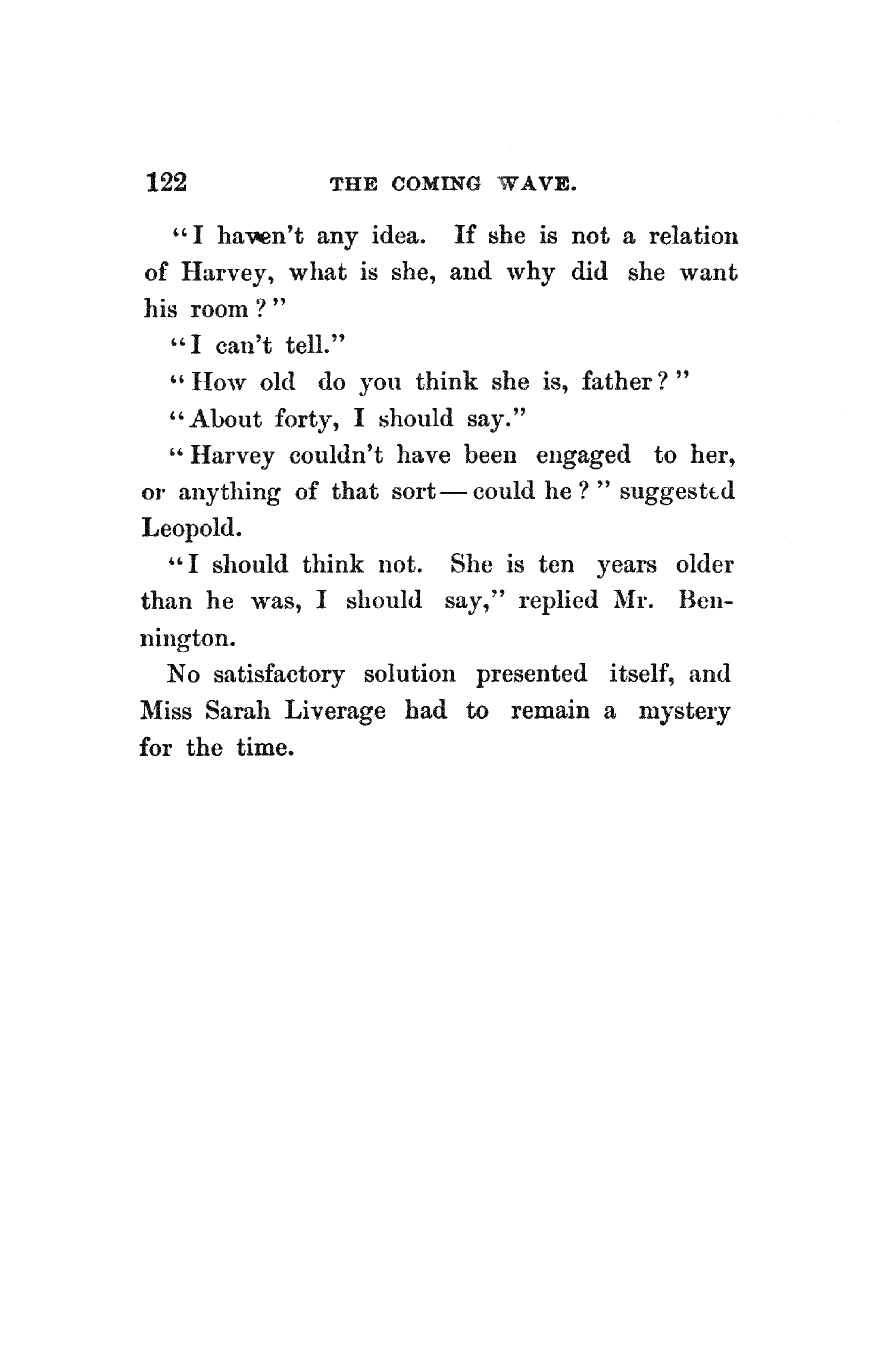 122 THE COMING WAVE.
"I haven't any idea. If she is not a relation
of Harvey, what is she, and why did she want
his room?"
"I can't tell."
"How old do you think she is, father?"
"About forty, I should say."
"Harvey couldn't have been engaged to her,
or anything of that sort—could he?" suggested
Leopold.
"I should think not. She is ten years older
than he was, I should say," replied Mr. Ben-
nington.
No satisfactory solution presented itself, and
Miss Sarah Liverage had to remain a mystery
for the time.